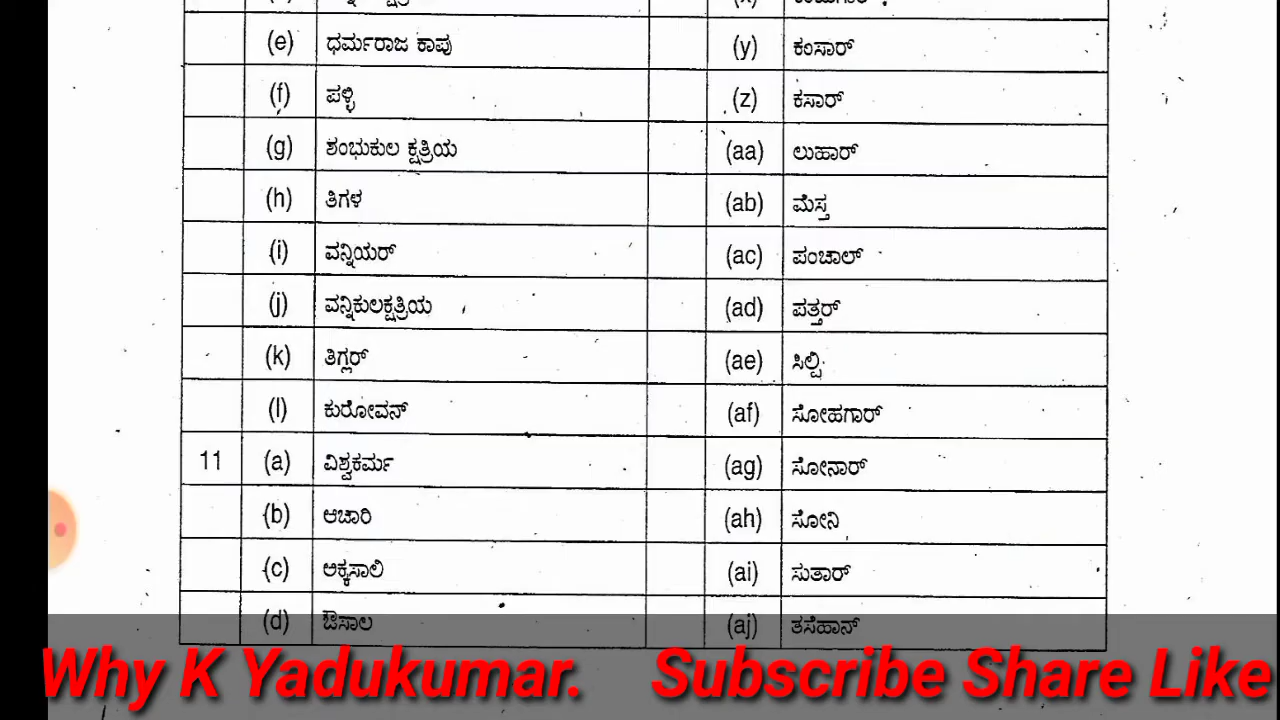 (e) ಧರ್ಮರಾಜ ಕಾಪು (y) ಕಂಸಾರ್
(f) ಪಳ್ಳಿ (z) ಕಸಾರ್
(g) ಶಂಭುಕುಲ ಕ್ಷತ್ರಿಯ (aa) ಲುಹಾರ್
(h) ತಿಗಳ (ab) ಮೆಸ್ತ
(i) ವನ್ನಿಯರ್ (ac) ಪಂಚಾಲ್
(j) ವನ್ನಿಕುಲಕ್ಷತ್ರಿಯ (ad) ಪತ್ತರ್
(k) ತಿಗ್ಲರ್ (ae) ಸಿಲ್ಪಿ
(l) ಕುರೋವನ್ (af) ಸೋಹಗಾರ್
11 (a) ವಿಶ್ವಕರ್ಮ (ag) ಸೋನಾರ್
(b) ಆಚಾರಿ (ah) ಸೋನಿ
(c) ಅಕ್ಕಸಾಲಿ (ai) ಸುತಾರ್
(d) ಔಸಾಲ (aj) ತಸೆಹಾನ್
Why K Yadukumar. Subscribe Share Like